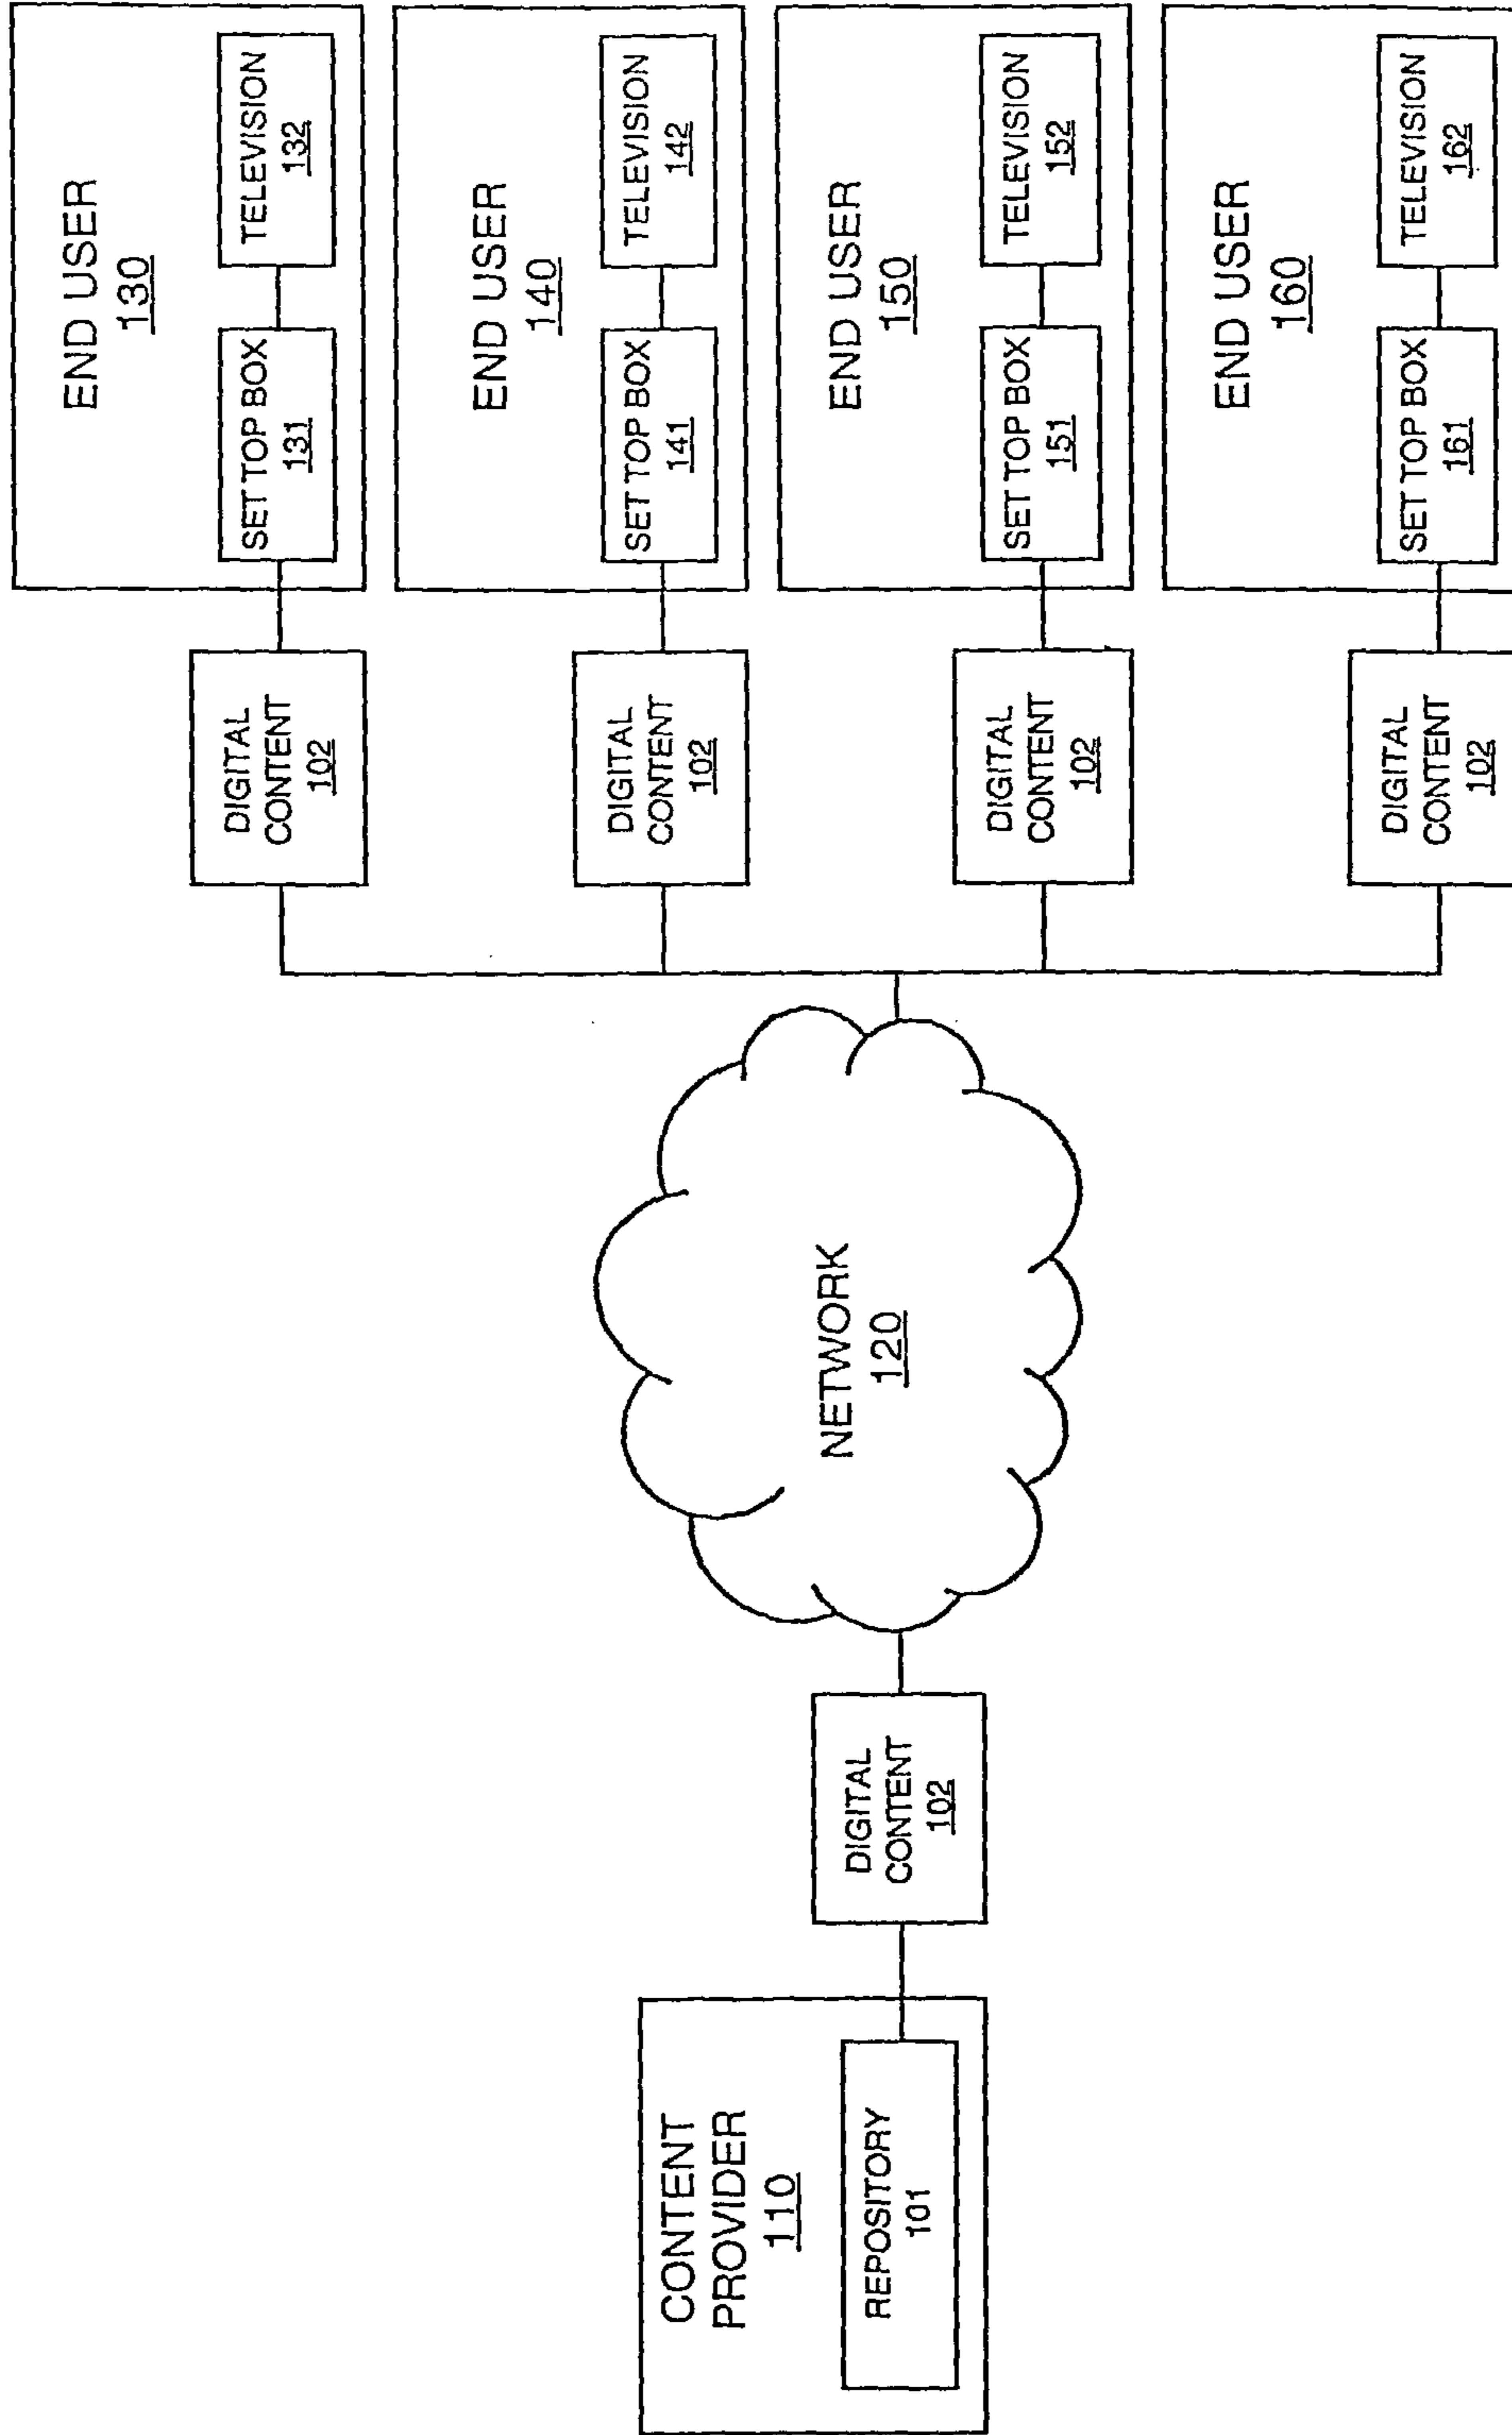 CONTENT
PROVIDER
110
REPOSITORY
101
DIGITAL
CONTENT
102
NETWORK
120
DIGITAL
CONTENT
102
END USER
130
SET TOP BOX
131
TELEVISION
132
DIGITAL
CONTENT
102
END USER
140
SET TOP BOX
141
TELEVISION
142
DIGITAL
CONTENT
102
END USER
150
SET TOP BOX
151
TELEVISION
152
DIGITAL
CONTENT
102
END USER
160
SET TOP BOX
161
TELEVISION
162